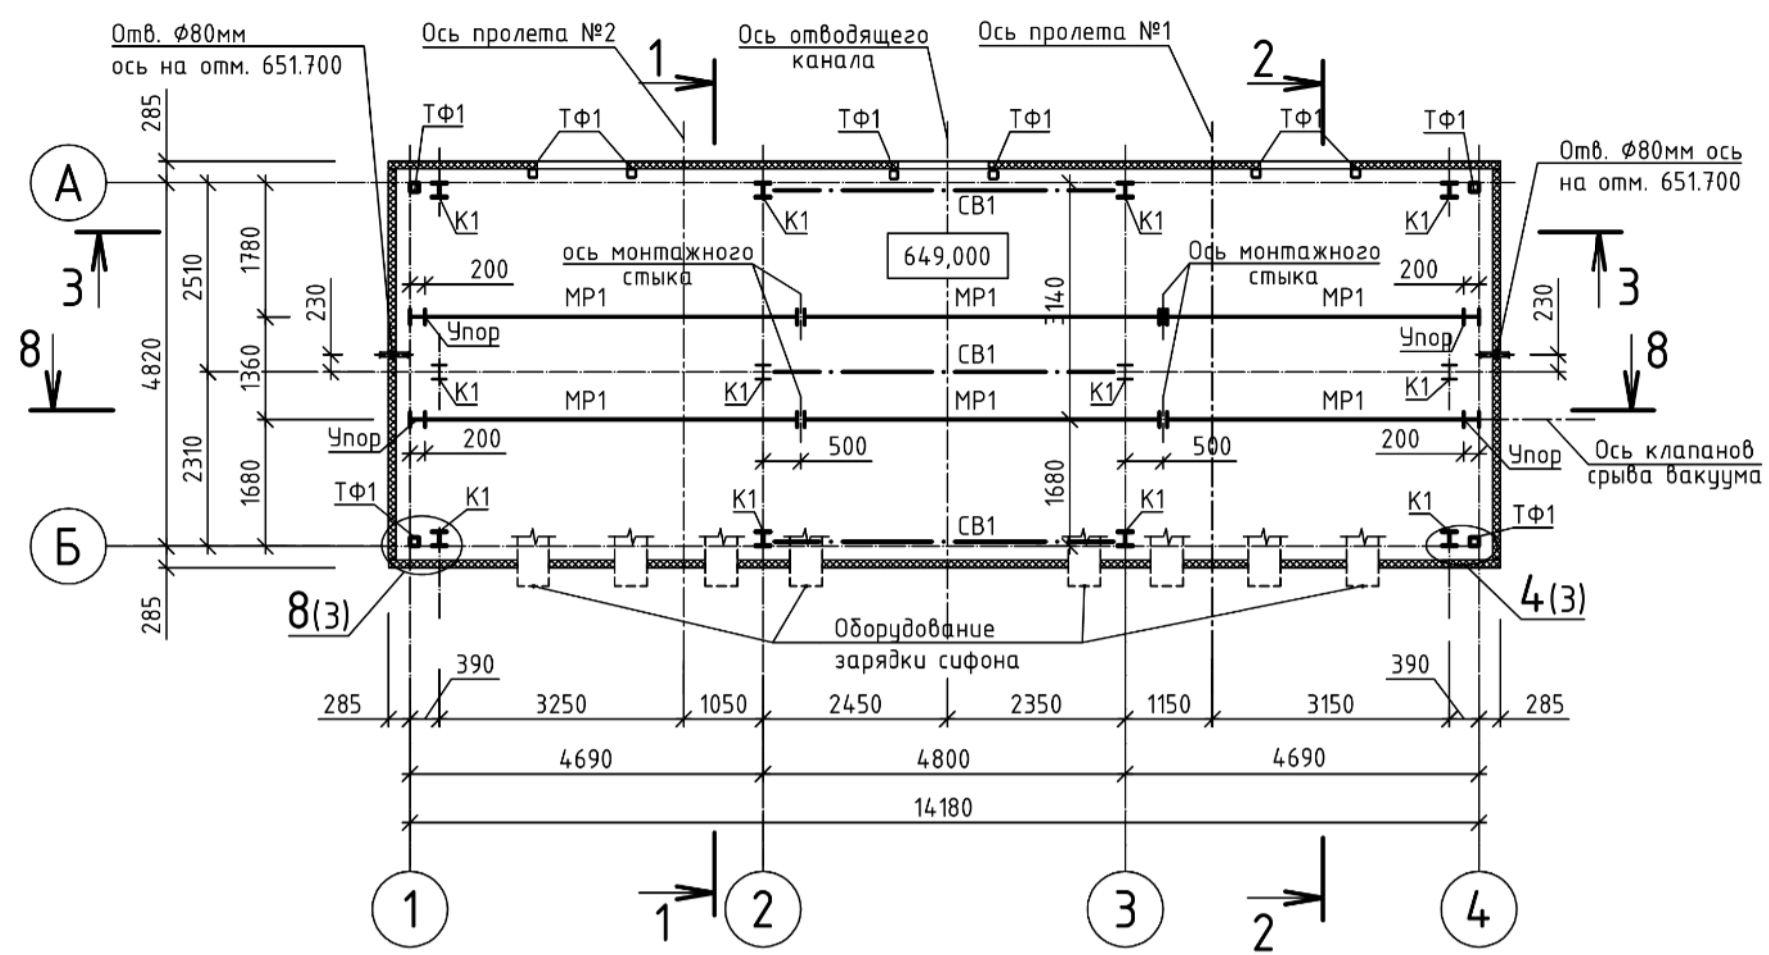 Отв. Ø80мм
ось на отм. 651.700
Ось пролета №2
1
Ось отводящего
канала
Ось пролета №1
2
Отв. Ø80мм ось
на отм. 651.700
285
ТФ1
ТФ1
ТФ1
ТФ1
ТФ1
ТФ1
А
К1
К1
СВ1
К1
К1
3
3
1780
2510
4820
230
200
ось монтажного
стыка
649,000
3140
Ось монтажного
стыка
200
230
МР1
МР1
МР1
Упор
Упор
8
8
1360
СВ1
К1
К1
К1
К1
МР1
МР1
МР1
Упор
200
500
500
200
Упор
Ось клапанов
срыва вакуума
2310
1680
1680
ТФ1
К1
К1
К1
К1
ТФ1
СВ1
Б
285
8(3)
4(3)
Оборудование
зарядки сифона
390
390
285
3250
1050
2450
2350
1150
3150
285
4690
4800
4690
14180
1
2
3
4
1
2